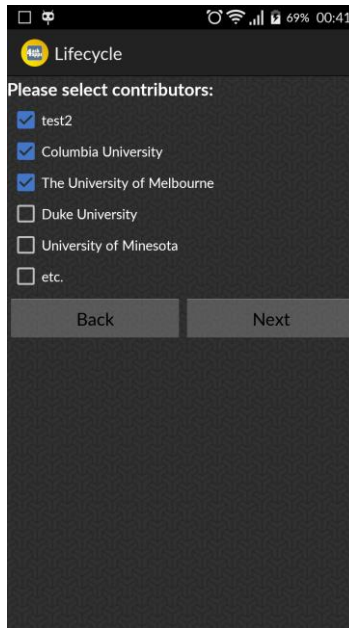 69% 00:41
Lifecycle
Please select contributors:
test2
Columbia University
The University of Melbourne
Duke University
University of Minesota
etc.
Back Next